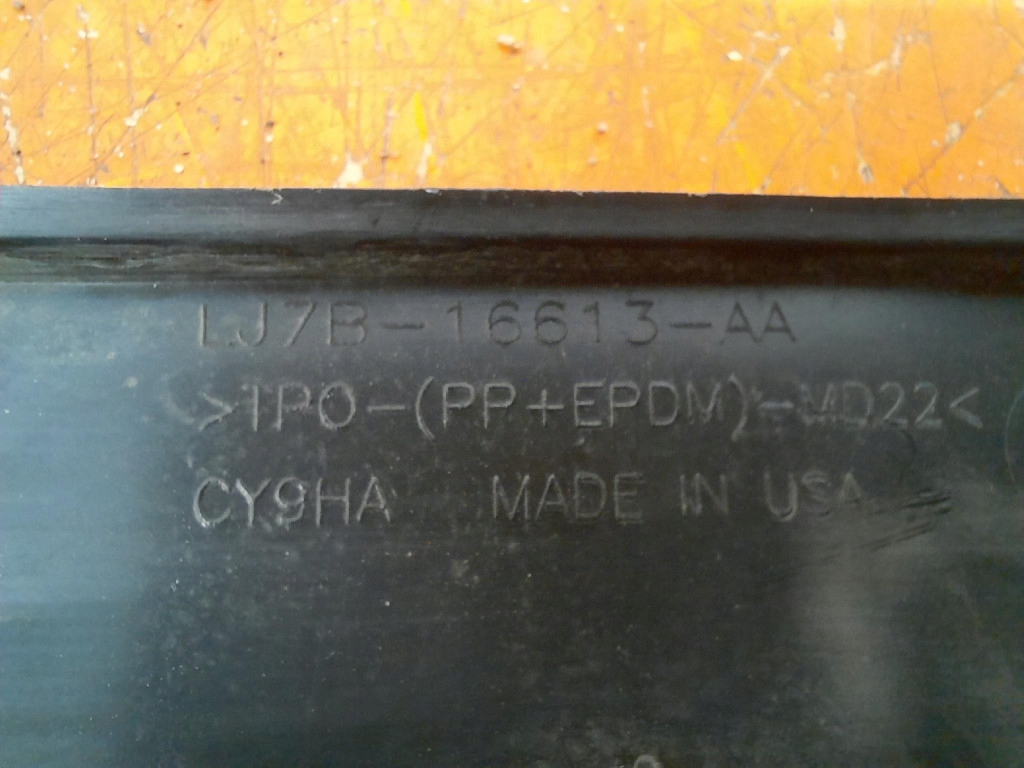 LJ7B-16613-AA
>TPO-(PP+EPDM)-MD22<
CY9HA MADE IN USA